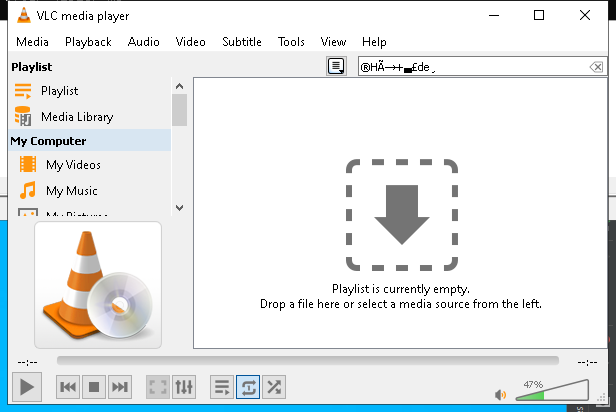 VLC media player
Media Playback Audio Video Subtitle Tools View Help
Playlist
®HÃ→+▬£de¸
Playlist
Media Library
My Computer
My Videos
My Music
My Pictures
Playlist is currently empty.
Drop a file here or select a media source from the left.
--:--
--:--
47%